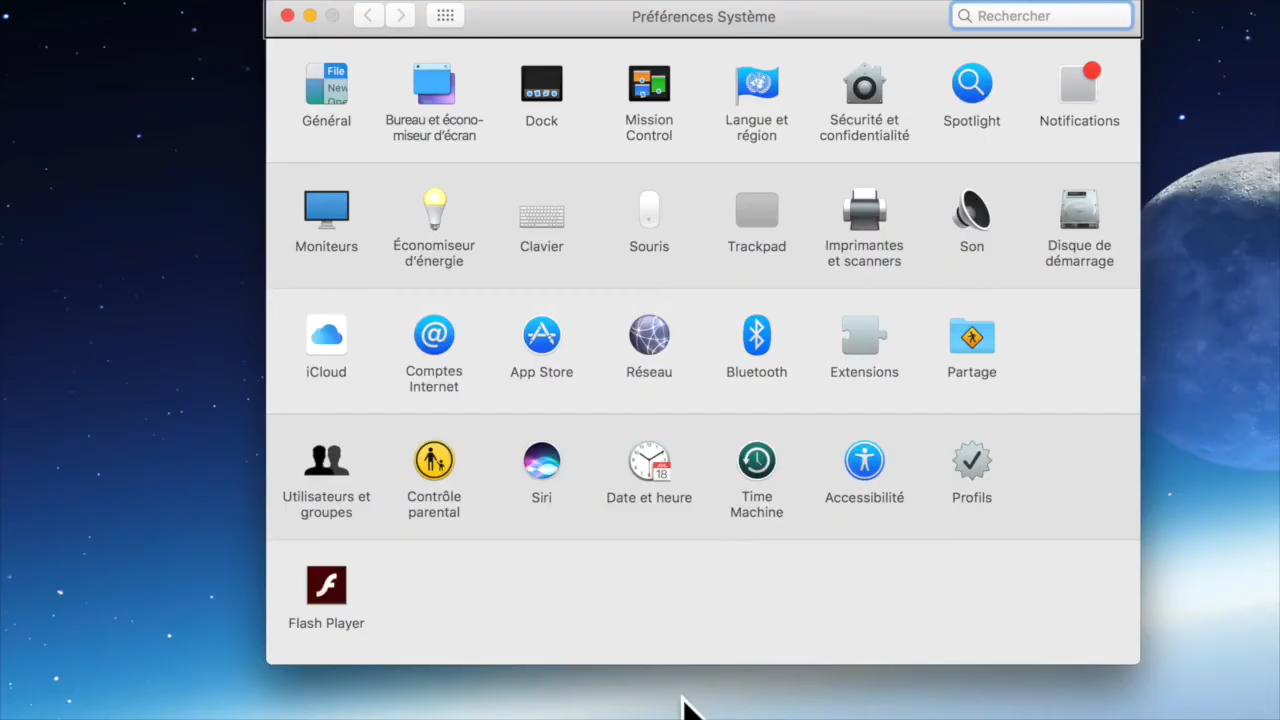 Préférences Système
Rechercher
File
New
One
Général
Bureau et écono-
miseur d'écran
Dock
Mission
Control
Langue et
région
Sécurité et
confidentialité
Spotlight
Notifications
Moniteurs
Économiseur
d'énergie
Clavier
Souris
Trackpad
Imprimantes
et scanners
Son
Disque de
démarrage
iCloud
Comptes
Internet
App Store
Réseau
Bluetooth
Extensions
Partage
Utilisateurs et
groupes
Contrôle
parental
Siri
JUL
18
Date et heure
Time
Machine
Accessibilité
Profils
Flash Player